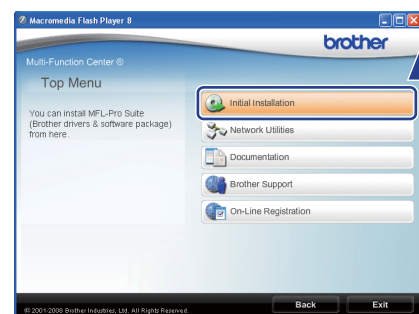 Macromedia Flash Player 8
brother
Multi-Function Center ®
Top Menu
You can install MFL-Pro Suite
(Brother drivers & software package)
from here.
Initial Installation
Network Utilities
Documentation
Brother Support
On-Line Registration
© 2001-2008 Brother Industries, Ltd. All Rights Reserved.
Back
Exit